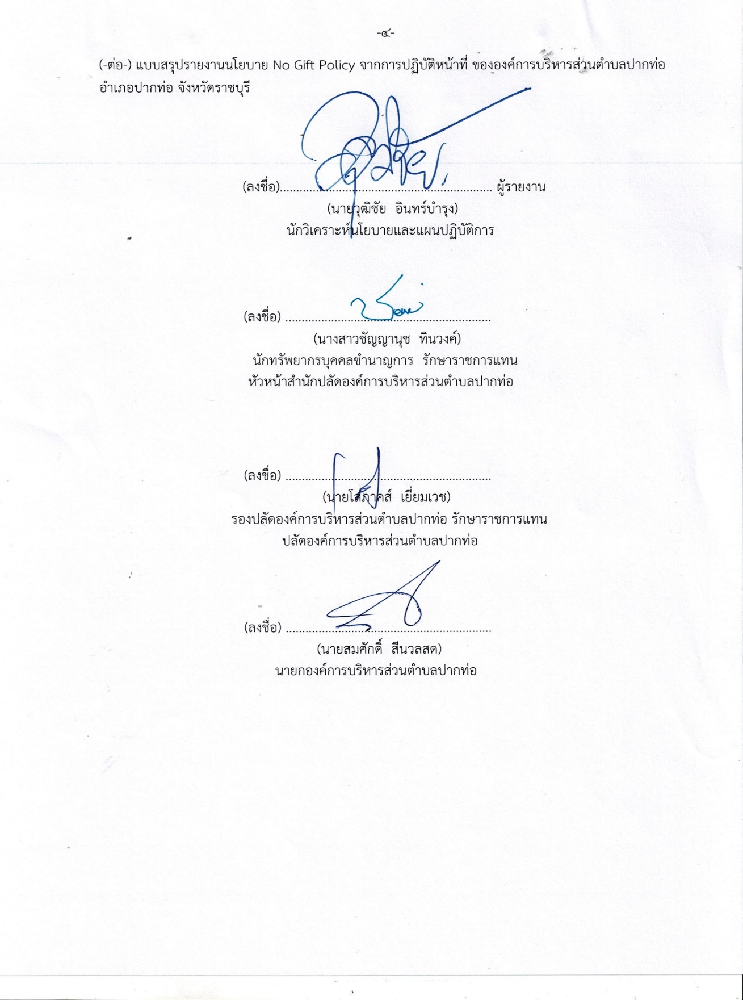 -๔-
(-ต่อ-) แบบสรุปรายงานนโยบาย No Gift Policy จากการปฏิบัติหน้าที่ ขององค์การบริหารส่วนตำบลปากท่อ
อำเภอปากท่อ จังหวัดราชบุรี
(ลงชื่อ)................................................................ ผู้รายงาน
(นายวุฒิชัย อินทร์บำรุง)
นักวิเคราะห์นโยบายและแผนปฏิบัติการ
(ลงชื่อ) ...............................................................
(นางสาวชัญญานุช ทินวงค์)
นักทรัพยากรบุคคลชำนาญการ รักษาราชการแทน
หัวหน้าสำนักปลัดองค์การบริหารส่วนตำบลปากท่อ
(ลงชื่อ) ...............................................................
(นายโสภาคส์ เยี่ยมเวช)
รองปลัดองค์การบริหารส่วนตำบลปากท่อ รักษาราชการแทน
ปลัดองค์การบริหารส่วนตำบลปากท่อ
(ลงชื่อ) ...............................................................
(นายสมศักดิ์ สีนวลสด)
นายกองค์การบริหารส่วนตำบลปากท่อ